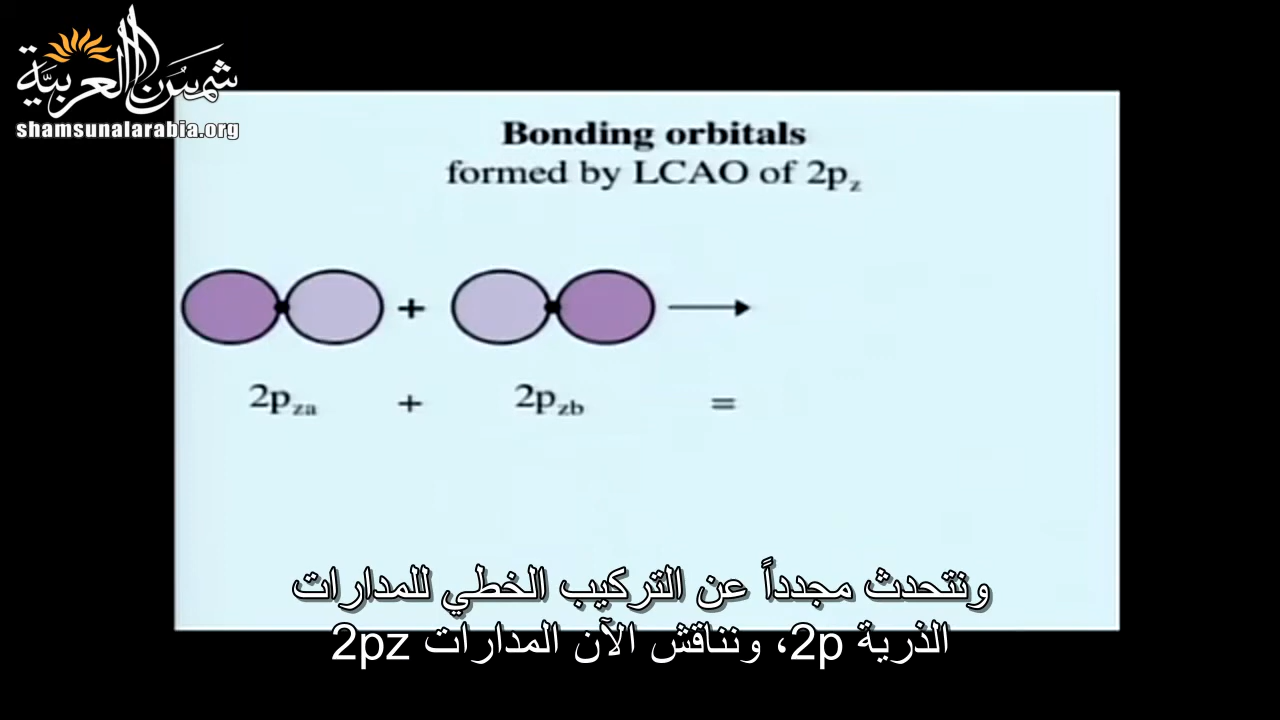 شمس العربية
shamsunalarabia.org
Bonding orbitals
formed by LCAO of 2pz
+
2pza + 2pzb =
ونتحدث مجدداً عن التركيب الخطي للمدارات
الذرية 2p، ونناقش الآن المدارات 2pz